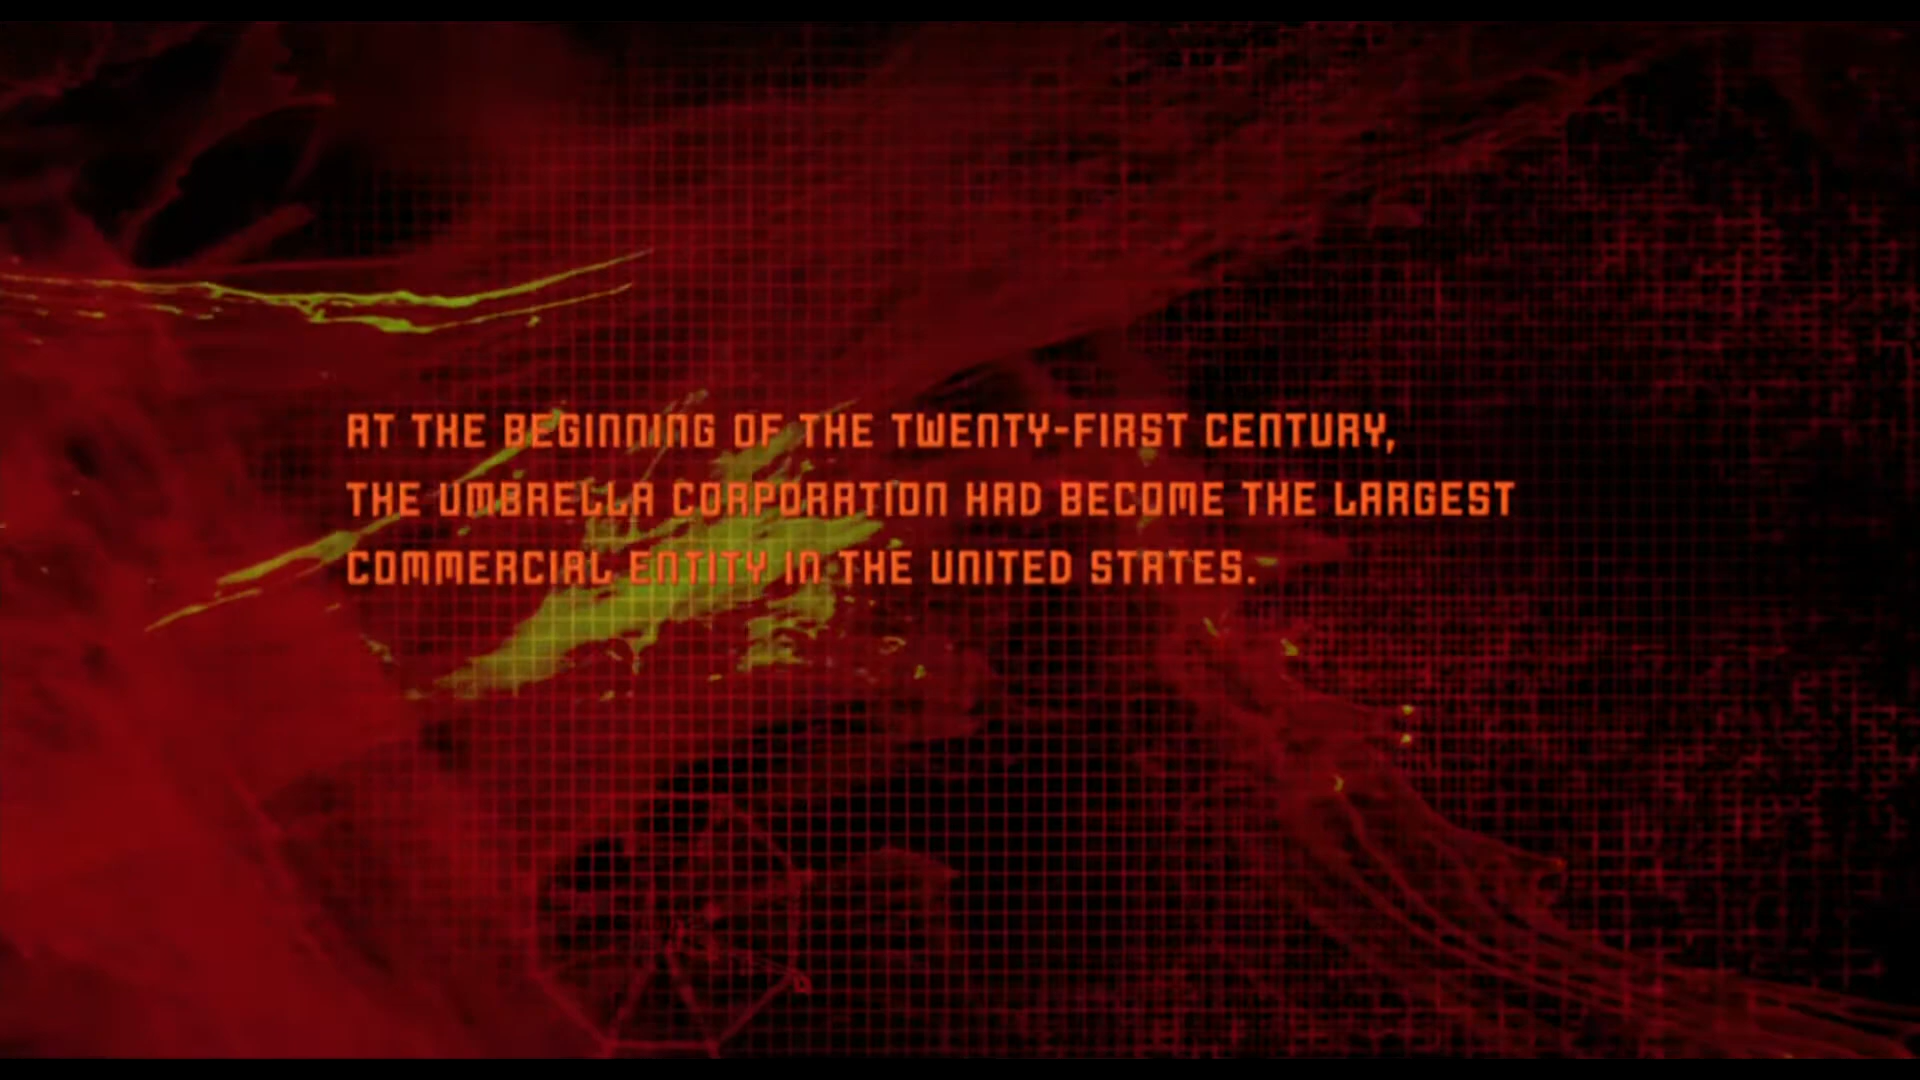 AT THE BEGINNING OF THE TWENTY-FIRST CENTURY,
THE UMBRELLA CORPORATION HAD BECOME THE LARGEST
COMMERCIAL ENTITY IN THE UNITED STATES.